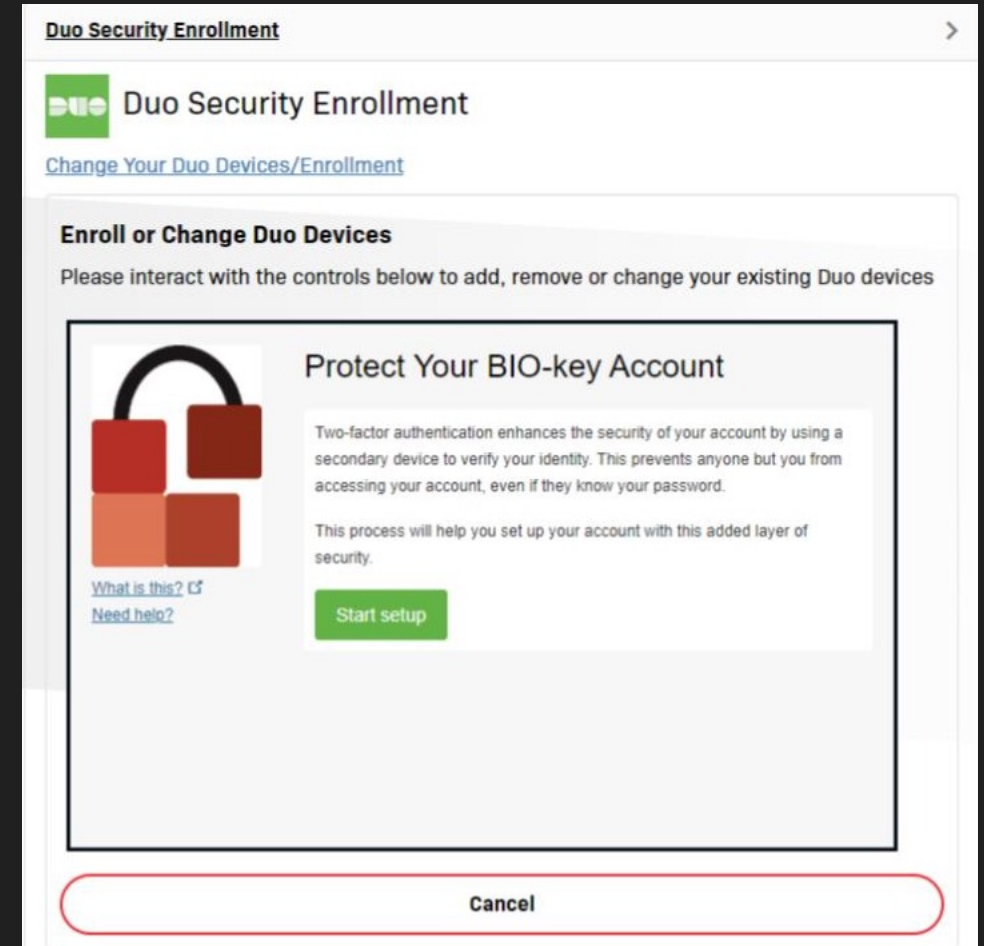 Duo Security Enrollment
DUO Duo Security Enrollment
Change Your Duo Devices/Enrollment
Enroll or Change Duo Devices
Please interact with the controls below to add, remove or change your existing Duo devices
Protect Your BIO-key Account
Two-factor authentication enhances the security of your account by using a
secondary device to verify your identity. This prevents anyone but you from
accessing your account, even if they know your password.
This process will help you set up your account with this added layer of
security.
What is this?
Need help?
Start setup
Cancel